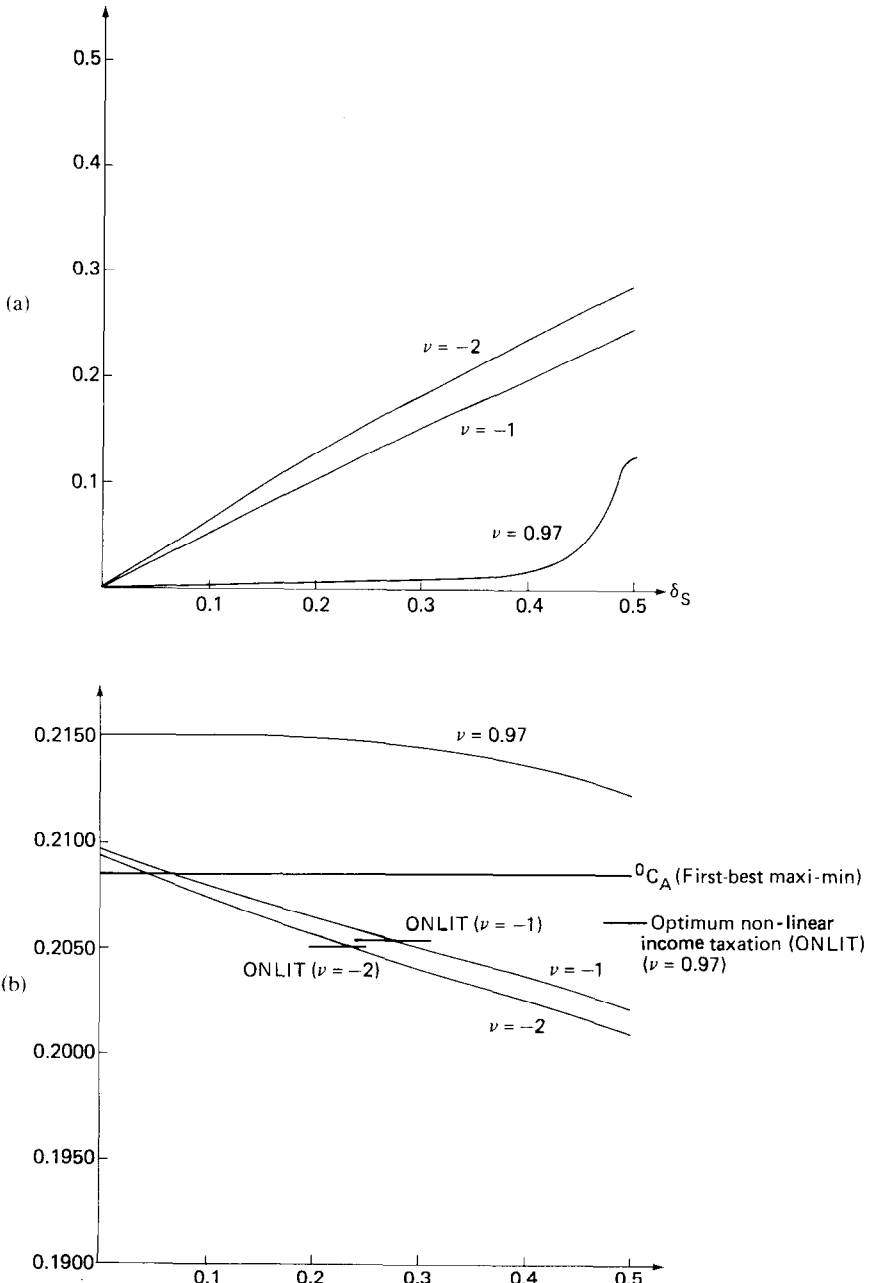 0.5
0.4
0.3
(a)
ν = −2
0.2
ν = −1
0.1
ν = 0.97
0.1 0.2 0.3 0.4 0.5 δS
0.2150
ν = 0.97
0.2100
⁰CA (First-best maxi-min)
ONLIT (ν = −1)
Optimum non-linear
income taxation (ONLIT)
(ν = 0.97)
0.2050
ONLIT (ν = −2)
ν = −1
(b)
ν = −2
0.2000
0.1950
0.1900
0.1 0.2 0.3 0.4 0.5